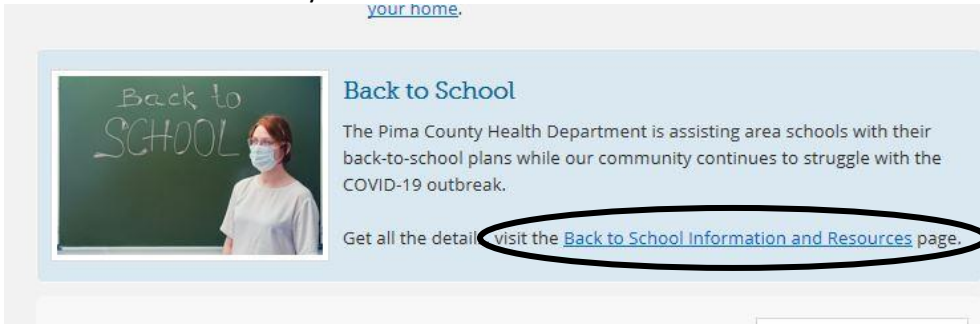 your home.
Back to
SCHOOL
Back to School
The Pima County Health Department is assisting area schools with their
back-to-school plans while our community continues to struggle with the
COVID-19 outbreak.
Get all the detail visit the Back to School Information and Resources page.